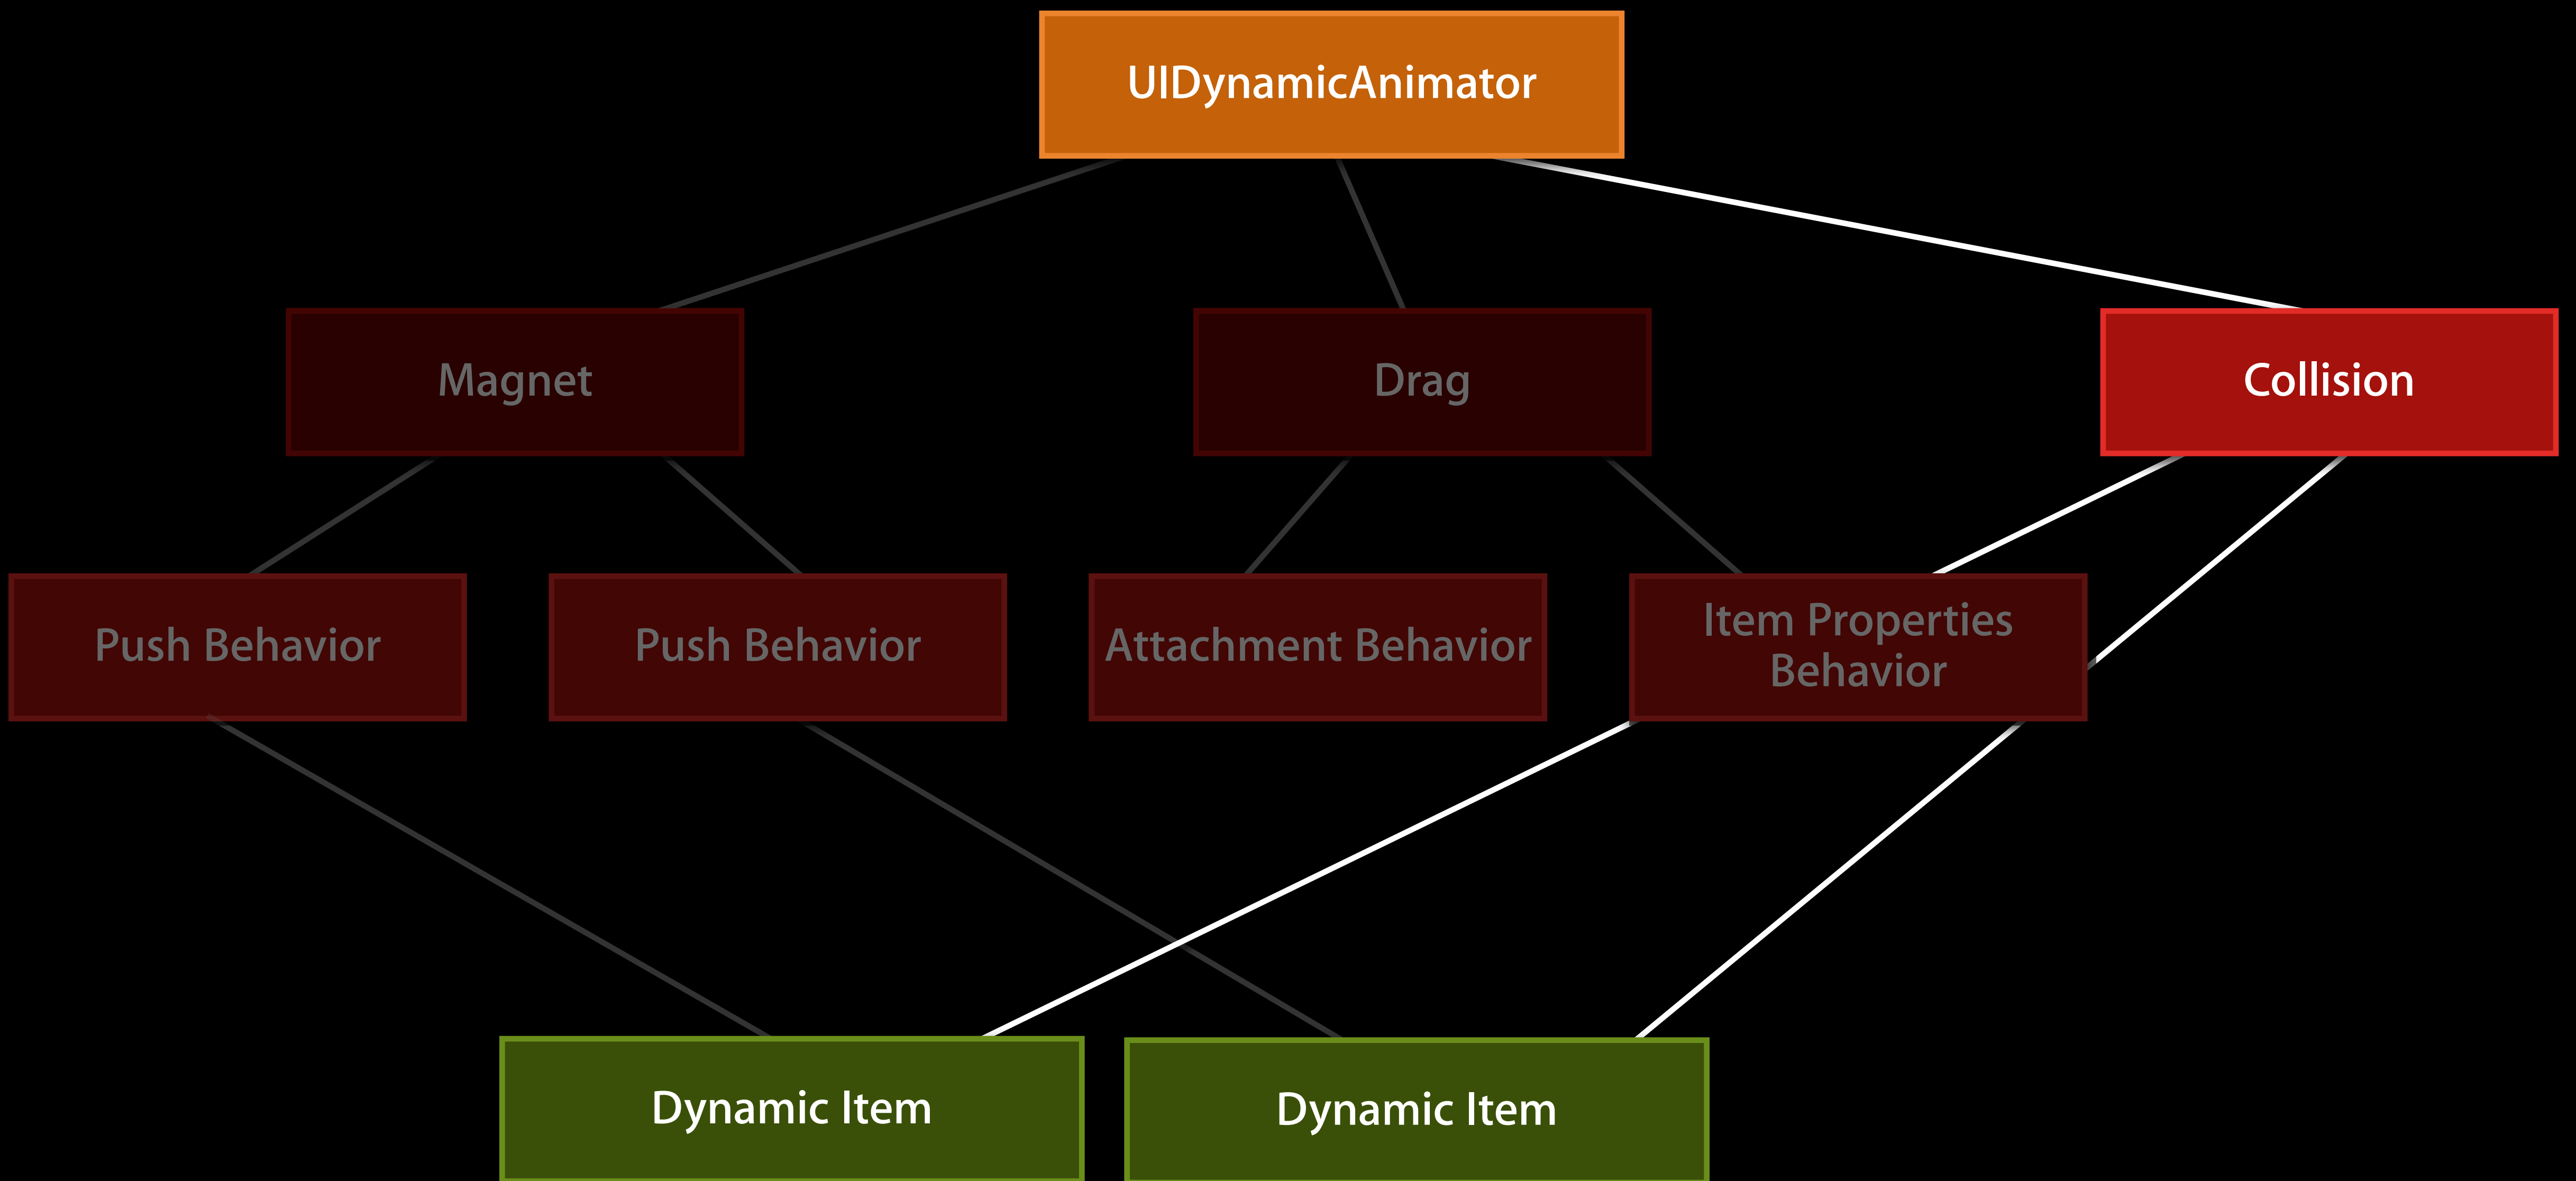 UIDynamicAnimator
Magnet
Drag
Collision
Push Behavior
Push Behavior
Attachment Behavior
Item Properties
Behavior
Dynamic Item
Dynamic Item